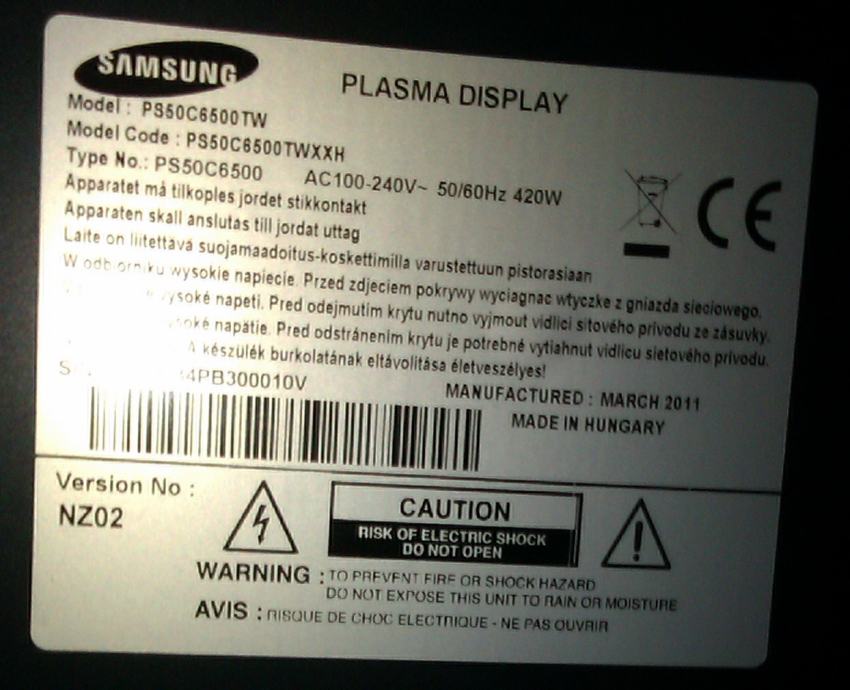 SAMSUNG
PLASMA DISPLAY
Model : PS50C6500TW
Model Code : PS50C6500TWXXH
Type No.: PS50C6500 AC100-240V~ 50/60Hz 420W
Apparatet må tilkoples jordet stikkontakt
Apparaten skall anslutas till jordat uttag
Laite on liitettävä suojamaadoitus-koskettimilla varustettuun pistorasiaan
W odbiorniku wysokie napiecie. Przed zdjeciem pokrywy wyciagnac wtyczke z gniazda sieciowego.
napeti. Pred odejmutim krytu nutno vyjmout vidlici sitového privodu ze zásuvky.
napätie. Pred odstránením krytu je potrebné vytiahnut vidlicu sietového prívodu.
A készülék burkolatának eltávolítása életveszélyes!
4PB300010V
MANUFACTURED : MARCH 2011
MADE IN HUNGARY
Version No :
NZ02
CAUTION
RISK OF ELECTRIC SHOCK
DO NOT OPEN
WARNING : TO PREVENT FIRE OR SHOCK HAZARD
DO NOT EXPOSE THIS UNIT TO RAIN OR MOISTURE
AVIS : RISQUE DE CHOC ELECTRIQUE - NE PAS OUVRIR